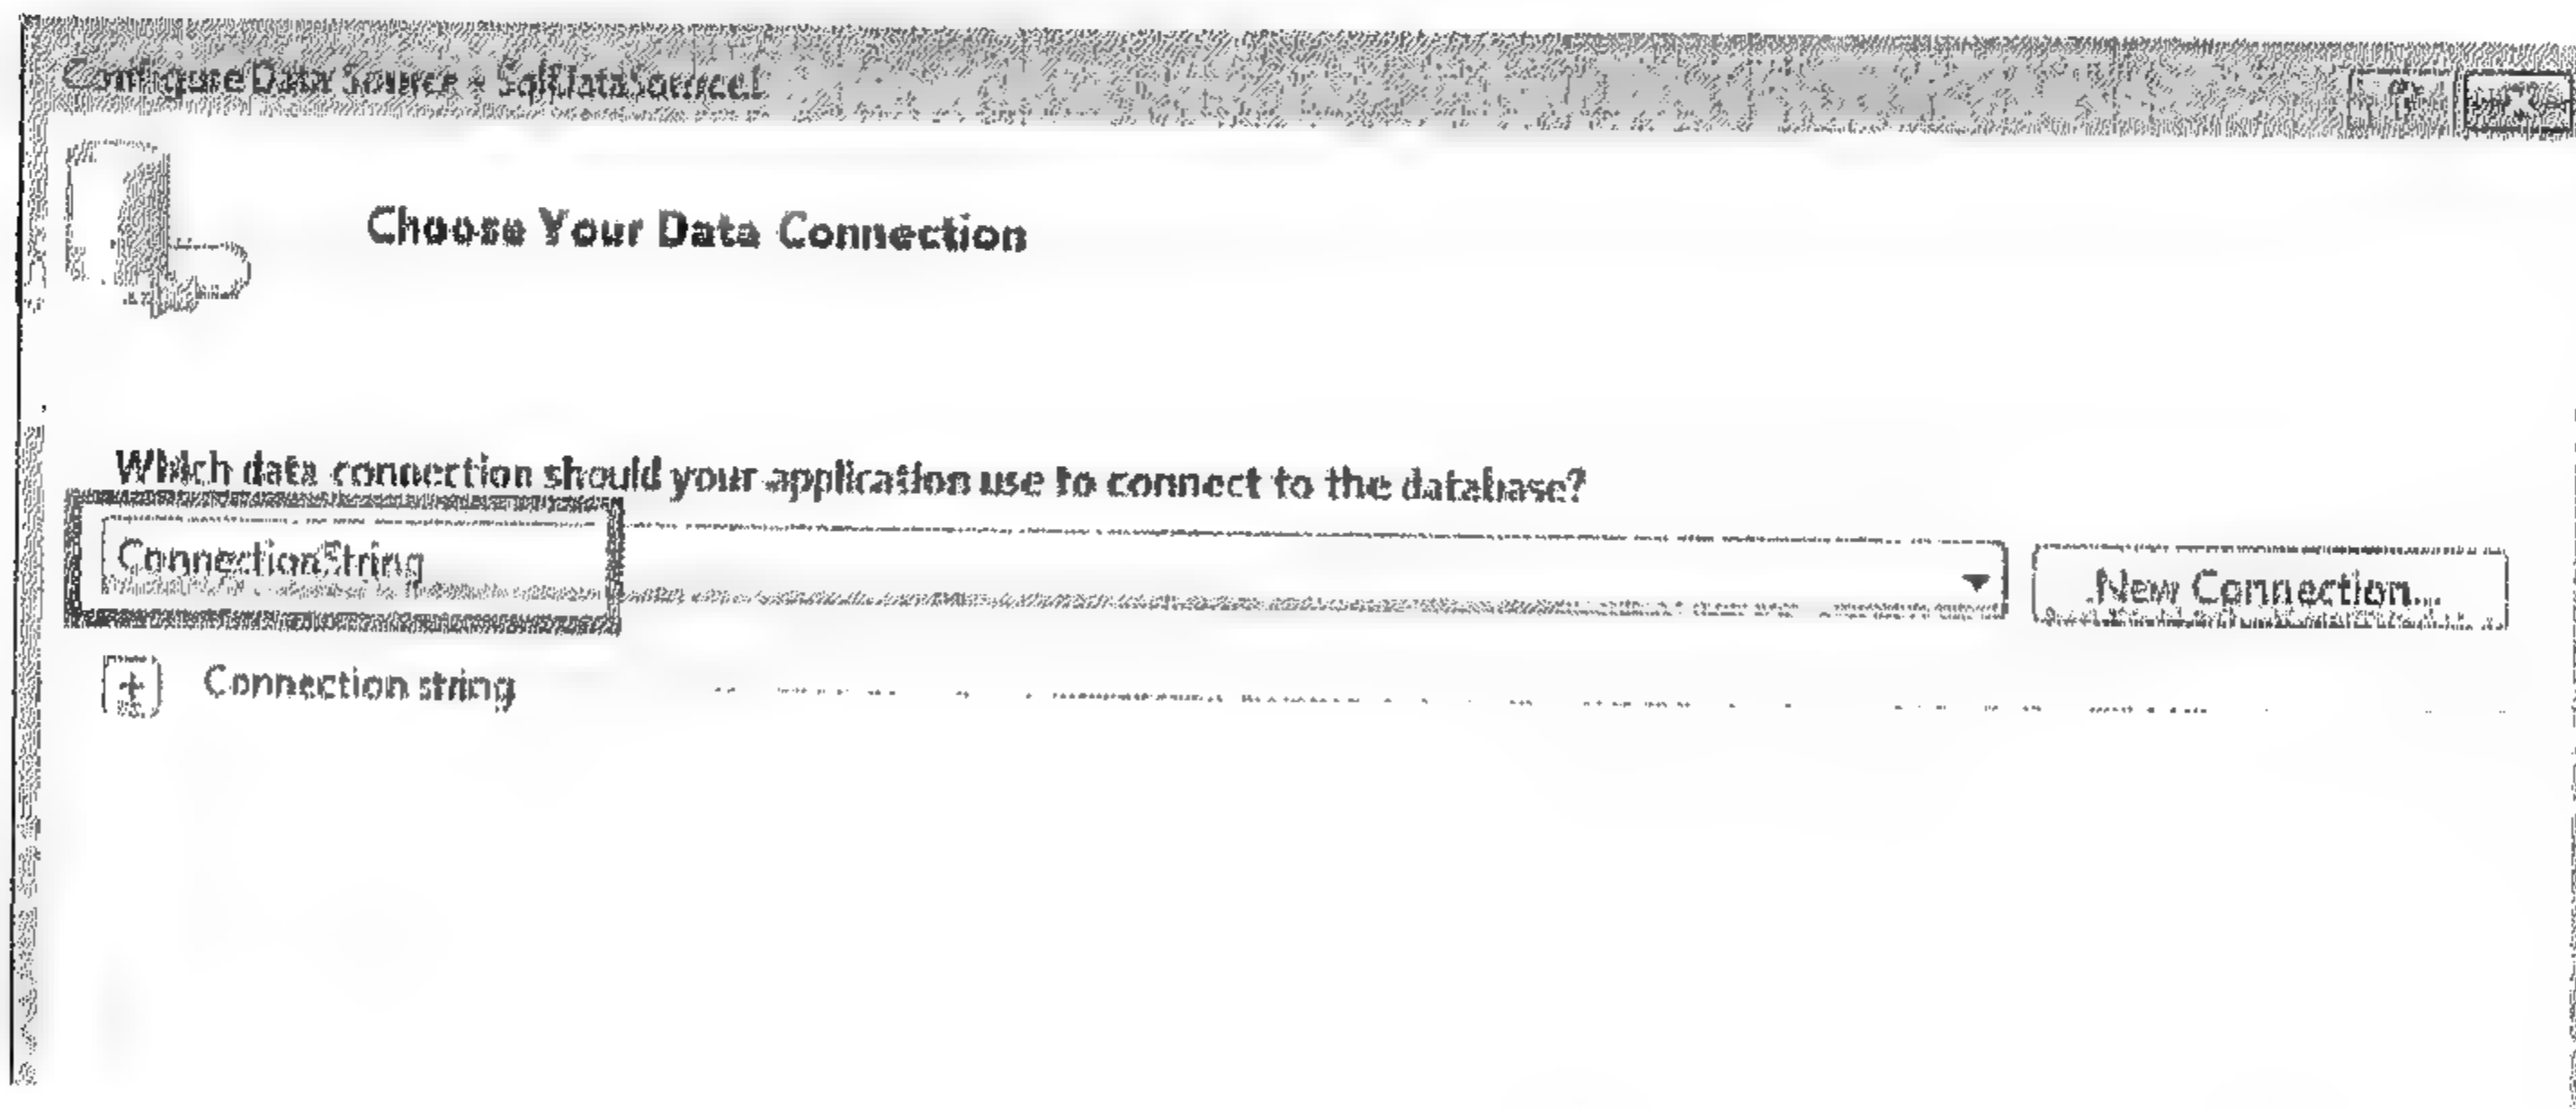 Configure Data Source - SqlDataSource1
Choose Your Data Connection
Which data connection should your application use to connect to the database?
ConnectionString
New Connection...
+ Connection string